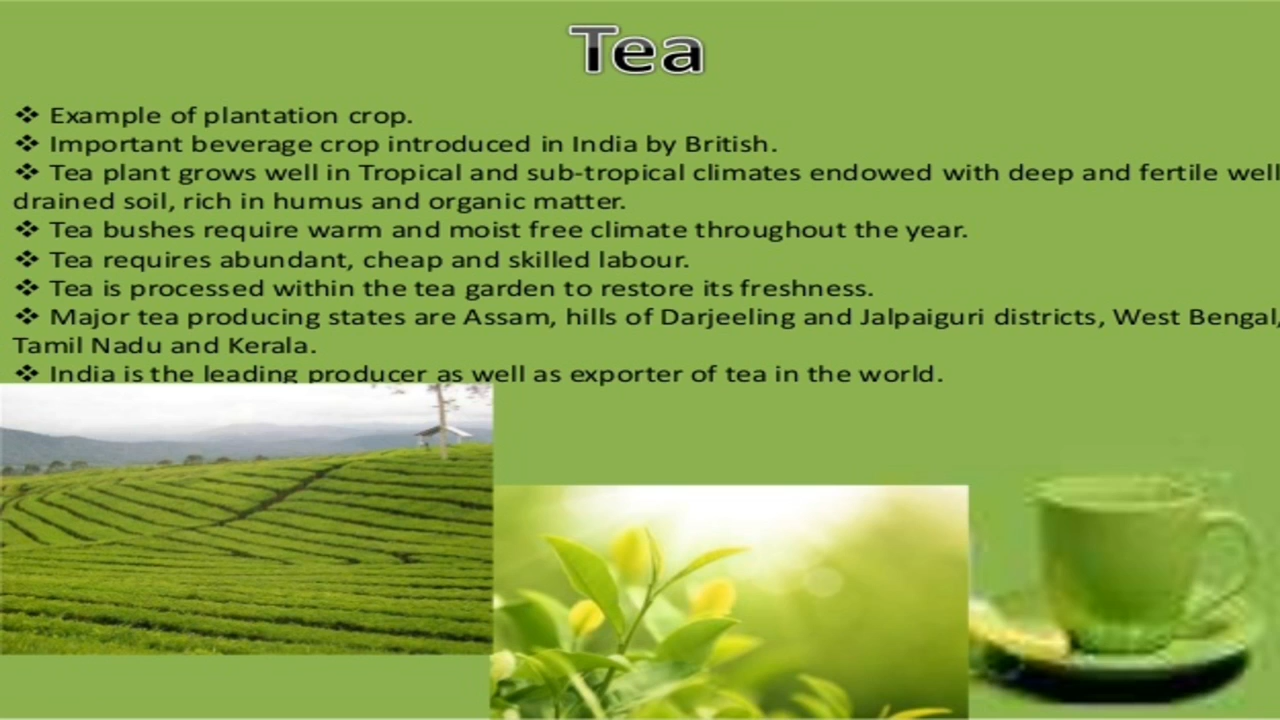 Tea
❖ Example of plantation crop.
❖ Important beverage crop introduced in India by British.
❖ Tea plant grows well in Tropical and sub-tropical climates endowed with deep and fertile well
drained soil, rich in humus and organic matter.
❖ Tea bushes require warm and moist free climate throughout the year.
❖ Tea requires abundant, cheap and skilled labour.
❖ Tea is processed within the tea garden to restore its freshness.
❖ Major tea producing states are Assam, hills of Darjeeling and Jalpaiguri districts, West Bengal,
Tamil Nadu and Kerala.
❖ India is the leading producer as well as exporter of tea in the world.